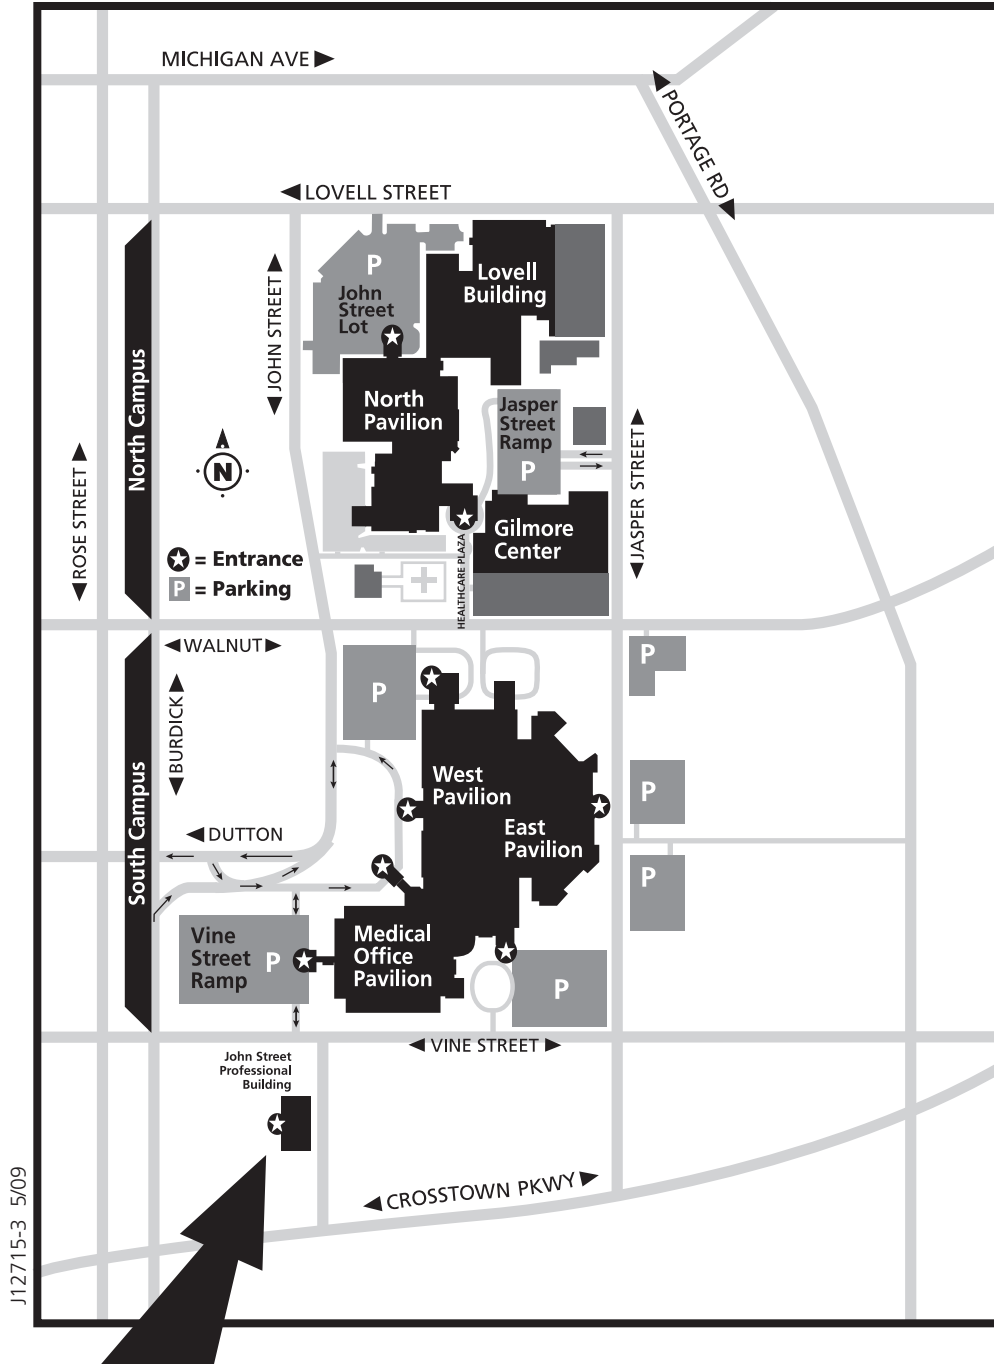 MICHIGAN AVE
PORTAGE RD
LOVELL STREET
P
John
Street
Lot
Lovell
Building
JOHN STREET
North Campus
North
Pavilion
Jasper
Street
Ramp
P
JASPER STREET
N
ROSE STREET
Gilmore
Center
= Entrance
P = Parking
HEALTHCARE PLAZA
WALNUT
P
P
BURDICK
South Campus
West
Pavilion
P
East
Pavilion
DUTTON
P
Vine
Street
Ramp
P
Medical
Office
Pavilion
P
VINE STREET
John Street
Professional
Building
CROSSTOWN PKWY
J12715-3 5/09